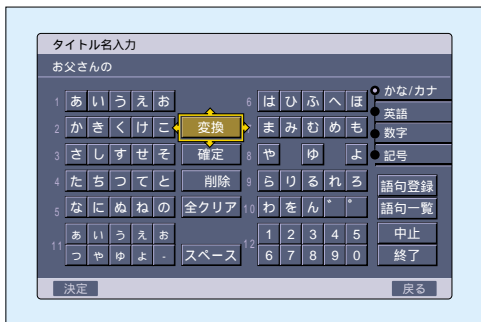 タイトル名入力
お父さんの
1 あ い う え お 6 は ひ ふ へ ほ かな/カナ
英語
2 か き く け こ 変換 ま み む め も 数字
3 さ し す せ そ 確定 8 や ゆ よ 記号
4 た ち つ て と 削除 9 ら り る れ ろ 語句登録
5 な に ぬ ね の 全クリア 10 わ を ん ゛ ゜ 語句一覧
11 ぁ ぃ ぅ ぇ ぉ 12 1 2 3 4 5 中止
っ ゃ ゅ ょ - スペース 6 7 8 9 0 終了
決定 戻る